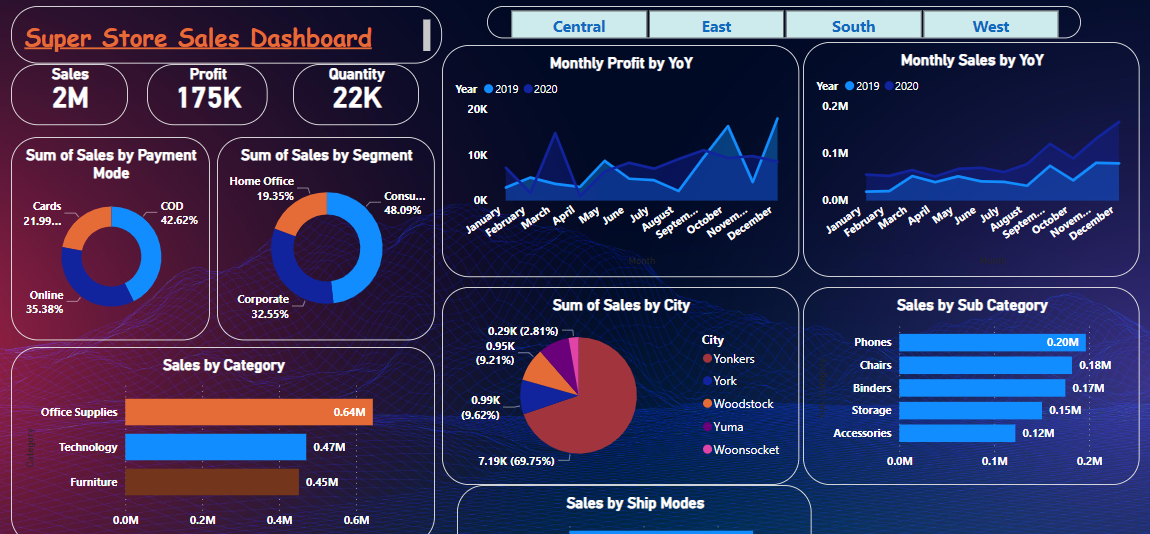 Super Store Sales Dashboard
Central
East
South
West
Sales
2M
Profit
175K
Quantity
22K
Sum of Sales by Payment
Mode
Cards
21.99...
COD
42.62%
Online
35.38%
Sum of Sales by Segment
Home Office
19.35%
Consu...
48.09%
Corporate
32.55%
Monthly Profit by YoY
Year
2019
2020
20K
10K
0K
January
February
March
April
May
June
July
August
Septem...
October
Novem...
December
Month
Monthly Sales by YoY
Year
2019
2020
0.2M
0.1M
0.0M
January
February
March
April
May
June
July
August
Septem...
October
Novem...
December
Sales by Category
Category
Office Supplies
0.64M
Technology
0.47M
Furniture
0.45M
0.0M
0.2M
0.4M
0.6M
Sum of Sales by City
0.29K (2.81%)
0.95K
(9.21%)
0.99K
(9.62%)
7.19K (69.75%)
City
Yonkers
York
Woodstock
Yuma
Woonsocket
Sales by Sub Category
Phones
0.20M
Chairs
0.18M
Binders
0.17M
Storage
0.15M
Accessories
0.12M
0.0M
0.1M
0.2M
Sales by Ship Modes